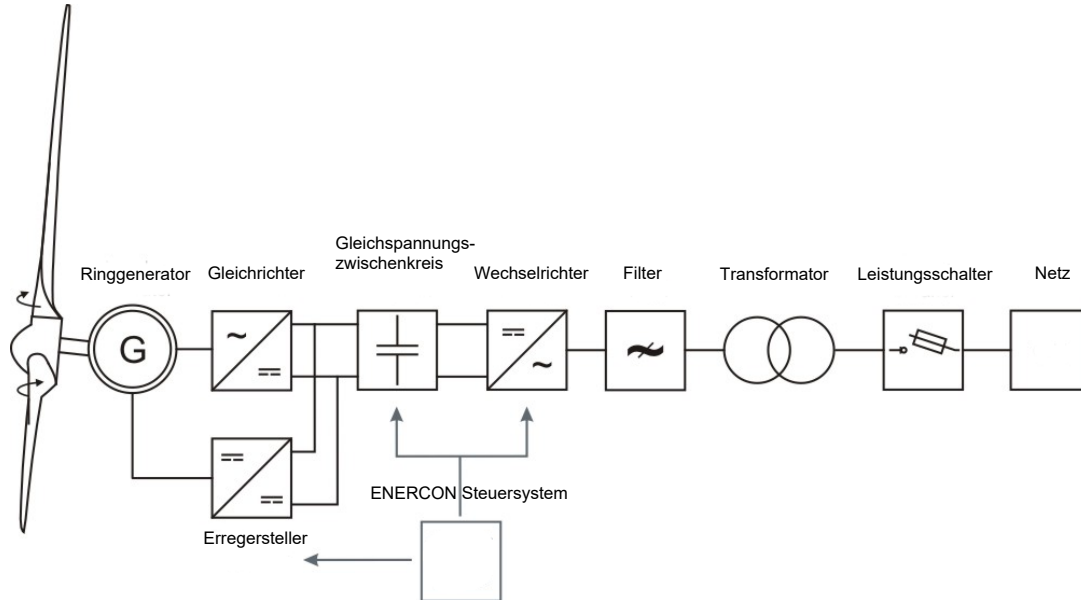 Gleichspannungs-
zwischenkreis
Ringgenerator
Gleichrichter
Wechselrichter
Filter
Transformator
Leistungsschalter
Netz
G
ENERCON Steuersystem
Erregersteller